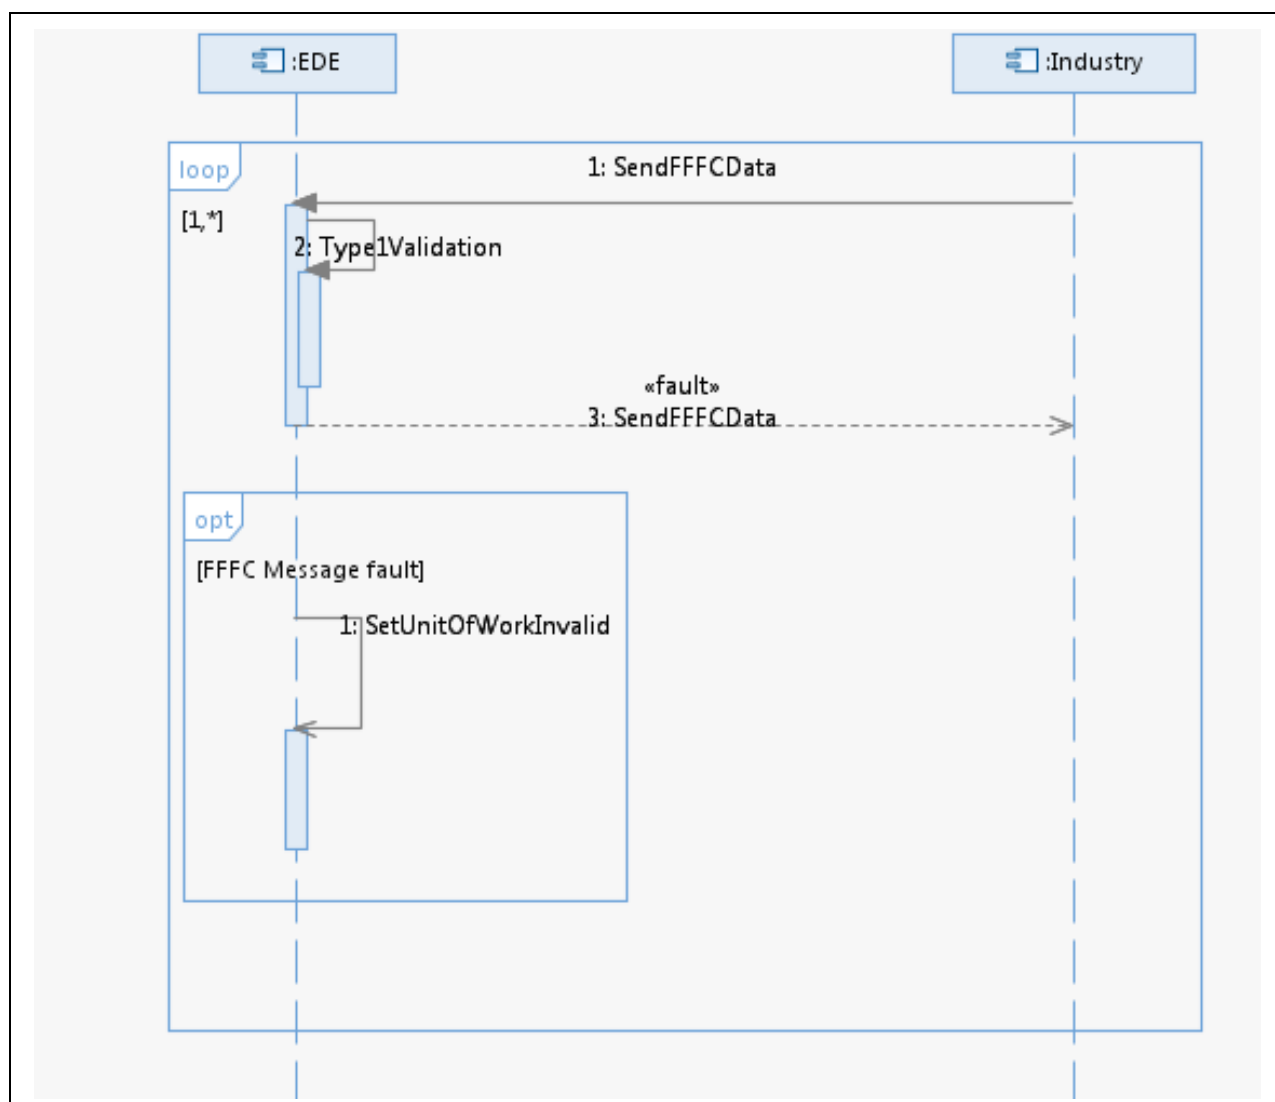 :EDE
:Industry
loop
1: SendFFFCData
[1,*]
2: Type1Validation
«fault»
3: SendFFFCData
opt
[FFFC Message fault]
1: SetUnitOfWorkInvalid